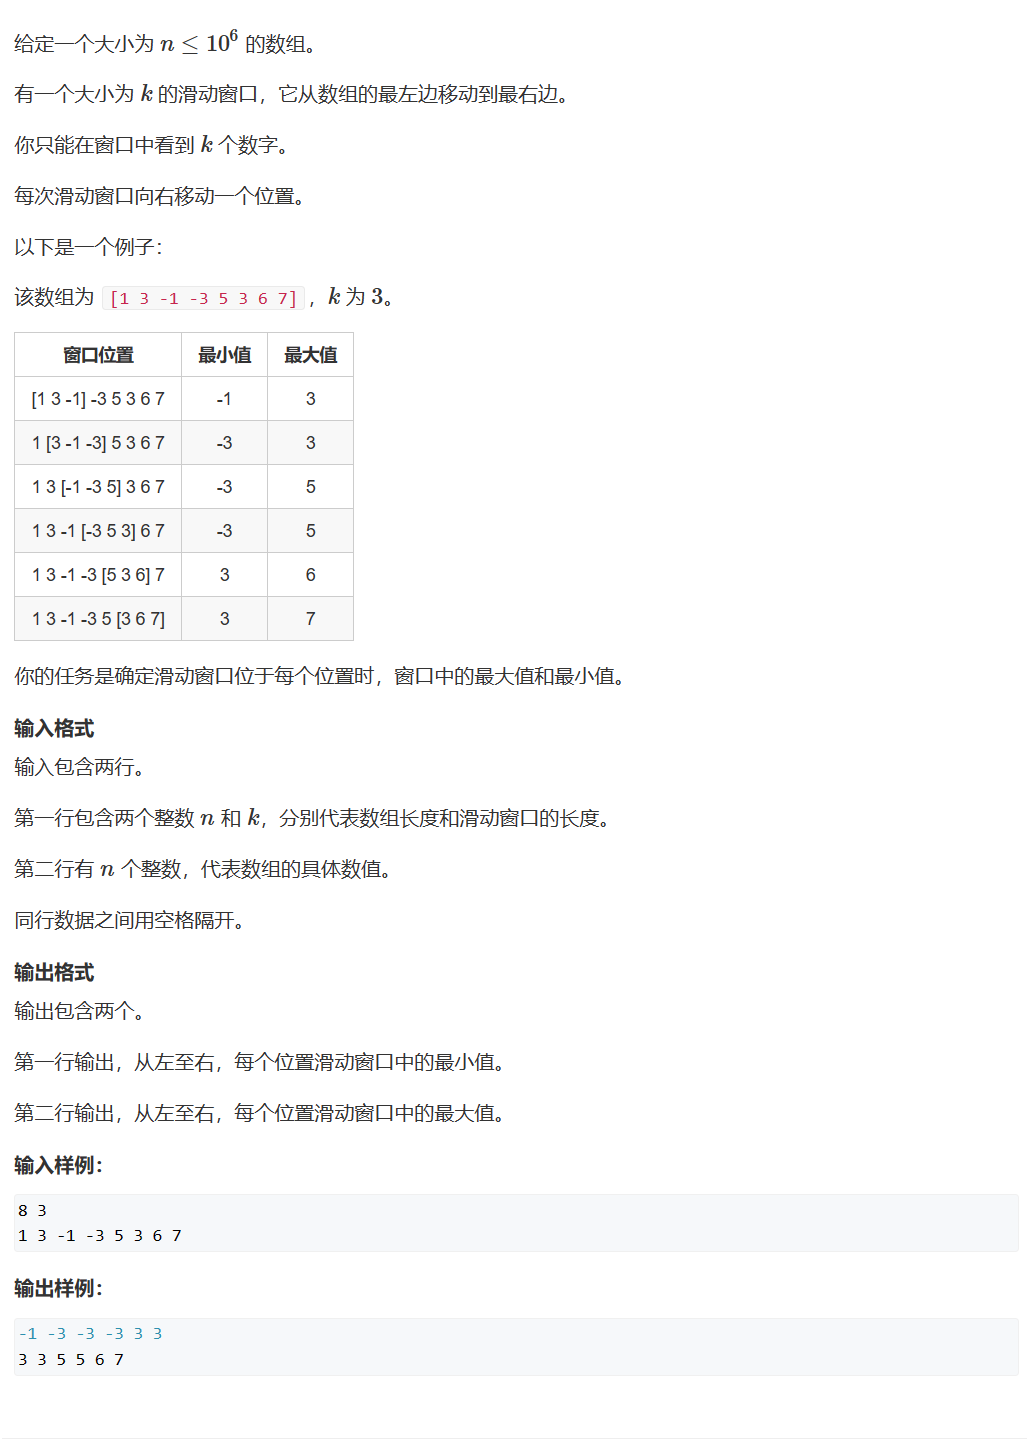 给定一个大小为 n ≤ 10⁶ 的数组。
有一个大小为 k 的滑动窗口，它从数组的最左边移动到最右边。
你只能在窗口中看到 k 个数字。
每次滑动窗口向右移动一个位置。
以下是一个例子：
该数组为 [1 3 -1 -3 5 3 6 7]，k 为 3。
窗口位置 最小值 最大值
[1 3 -1] -3 5 3 6 7 -1 3
1 [3 -1 -3] 5 3 6 7 -3 3
1 3 [-1 -3 5] 3 6 7 -3 5
1 3 -1 [-3 5 3] 6 7 -3 5
1 3 -1 -3 [5 3 6] 7 3 6
1 3 -1 -3 5 [3 6 7] 3 7
你的任务是确定滑动窗口位于每个位置时，窗口中的最大值和最小值。
输入格式
输入包含两行。
第一行包含两个整数 n 和 k，分别代表数组长度和滑动窗口的长度。
第二行有 n 个整数，代表数组的具体数值。
同行数据之间用空格隔开。
输出格式
输出包含两个。
第一行输出，从左至右，每个位置滑动窗口中的最小值。
第二行输出，从左至右，每个位置滑动窗口中的最大值。
输入样例：
8 3
1 3 -1 -3 5 3 6 7
输出样例：
-1 -3 -3 -3 3 3
3 3 5 5 6 7